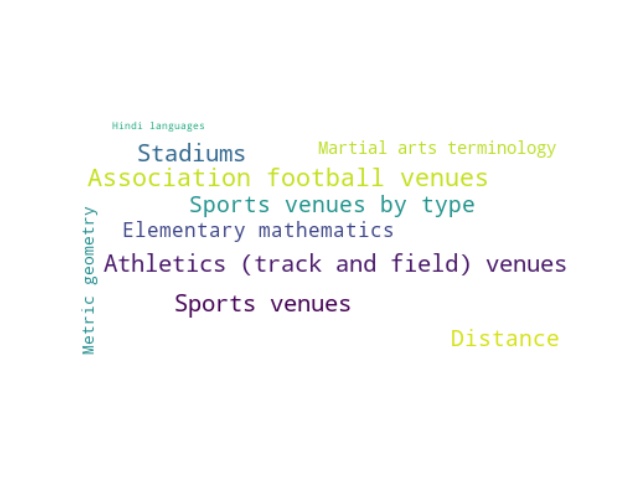 Hindi languages
Stadiums
Martial arts terminology
Association football venues
Sports venues by type
Elementary mathematics
Metric geometry
Athletics (track and field) venues
Sports venues
Distance